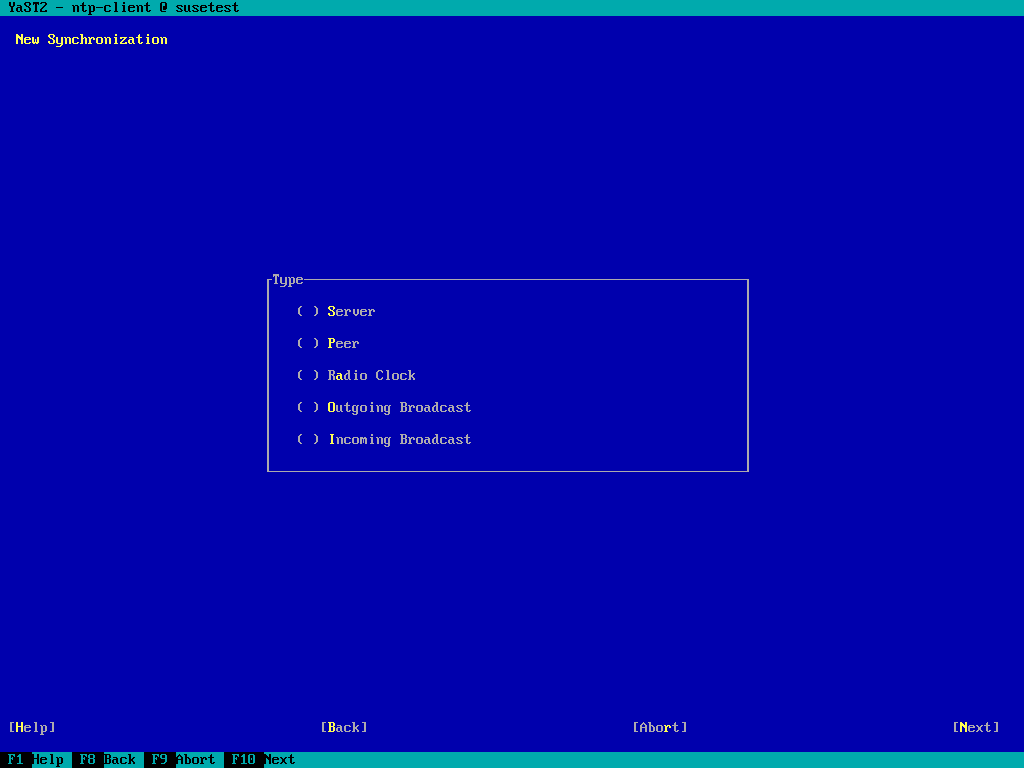 YaST2 - ntp-client @ susetest
New Synchronization
Type
( ) Server
( ) Peer
( ) Radio Clock
( ) Outgoing Broadcast
( ) Incoming Broadcast
[Help] [Back] [Abort] [Next]
F1 Help F8 Back F9 Abort F10 Next